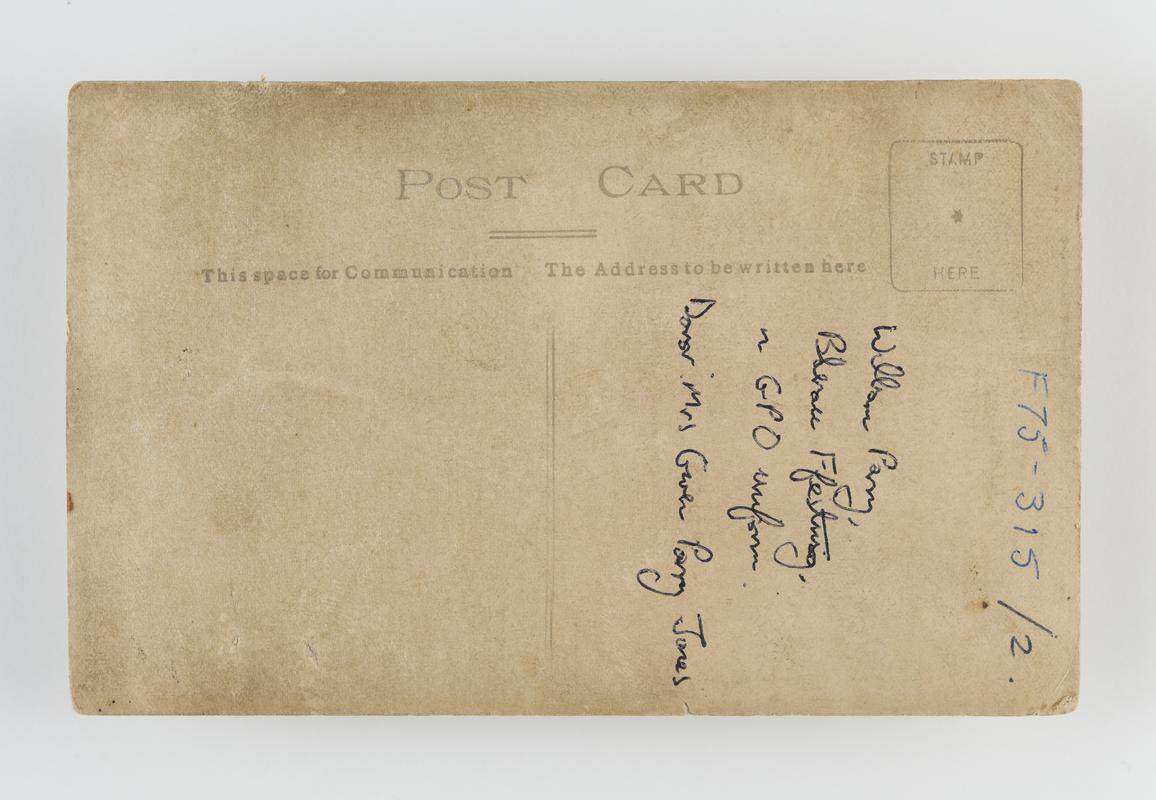 POST CARD
This space for Communication
The Address to be written here
STAMP
HERE
F75-315/2.
William Parry,
Blaenau Ffestiniog,
in GPO uniform.
Donor: Mrs Gwen Parry Jones